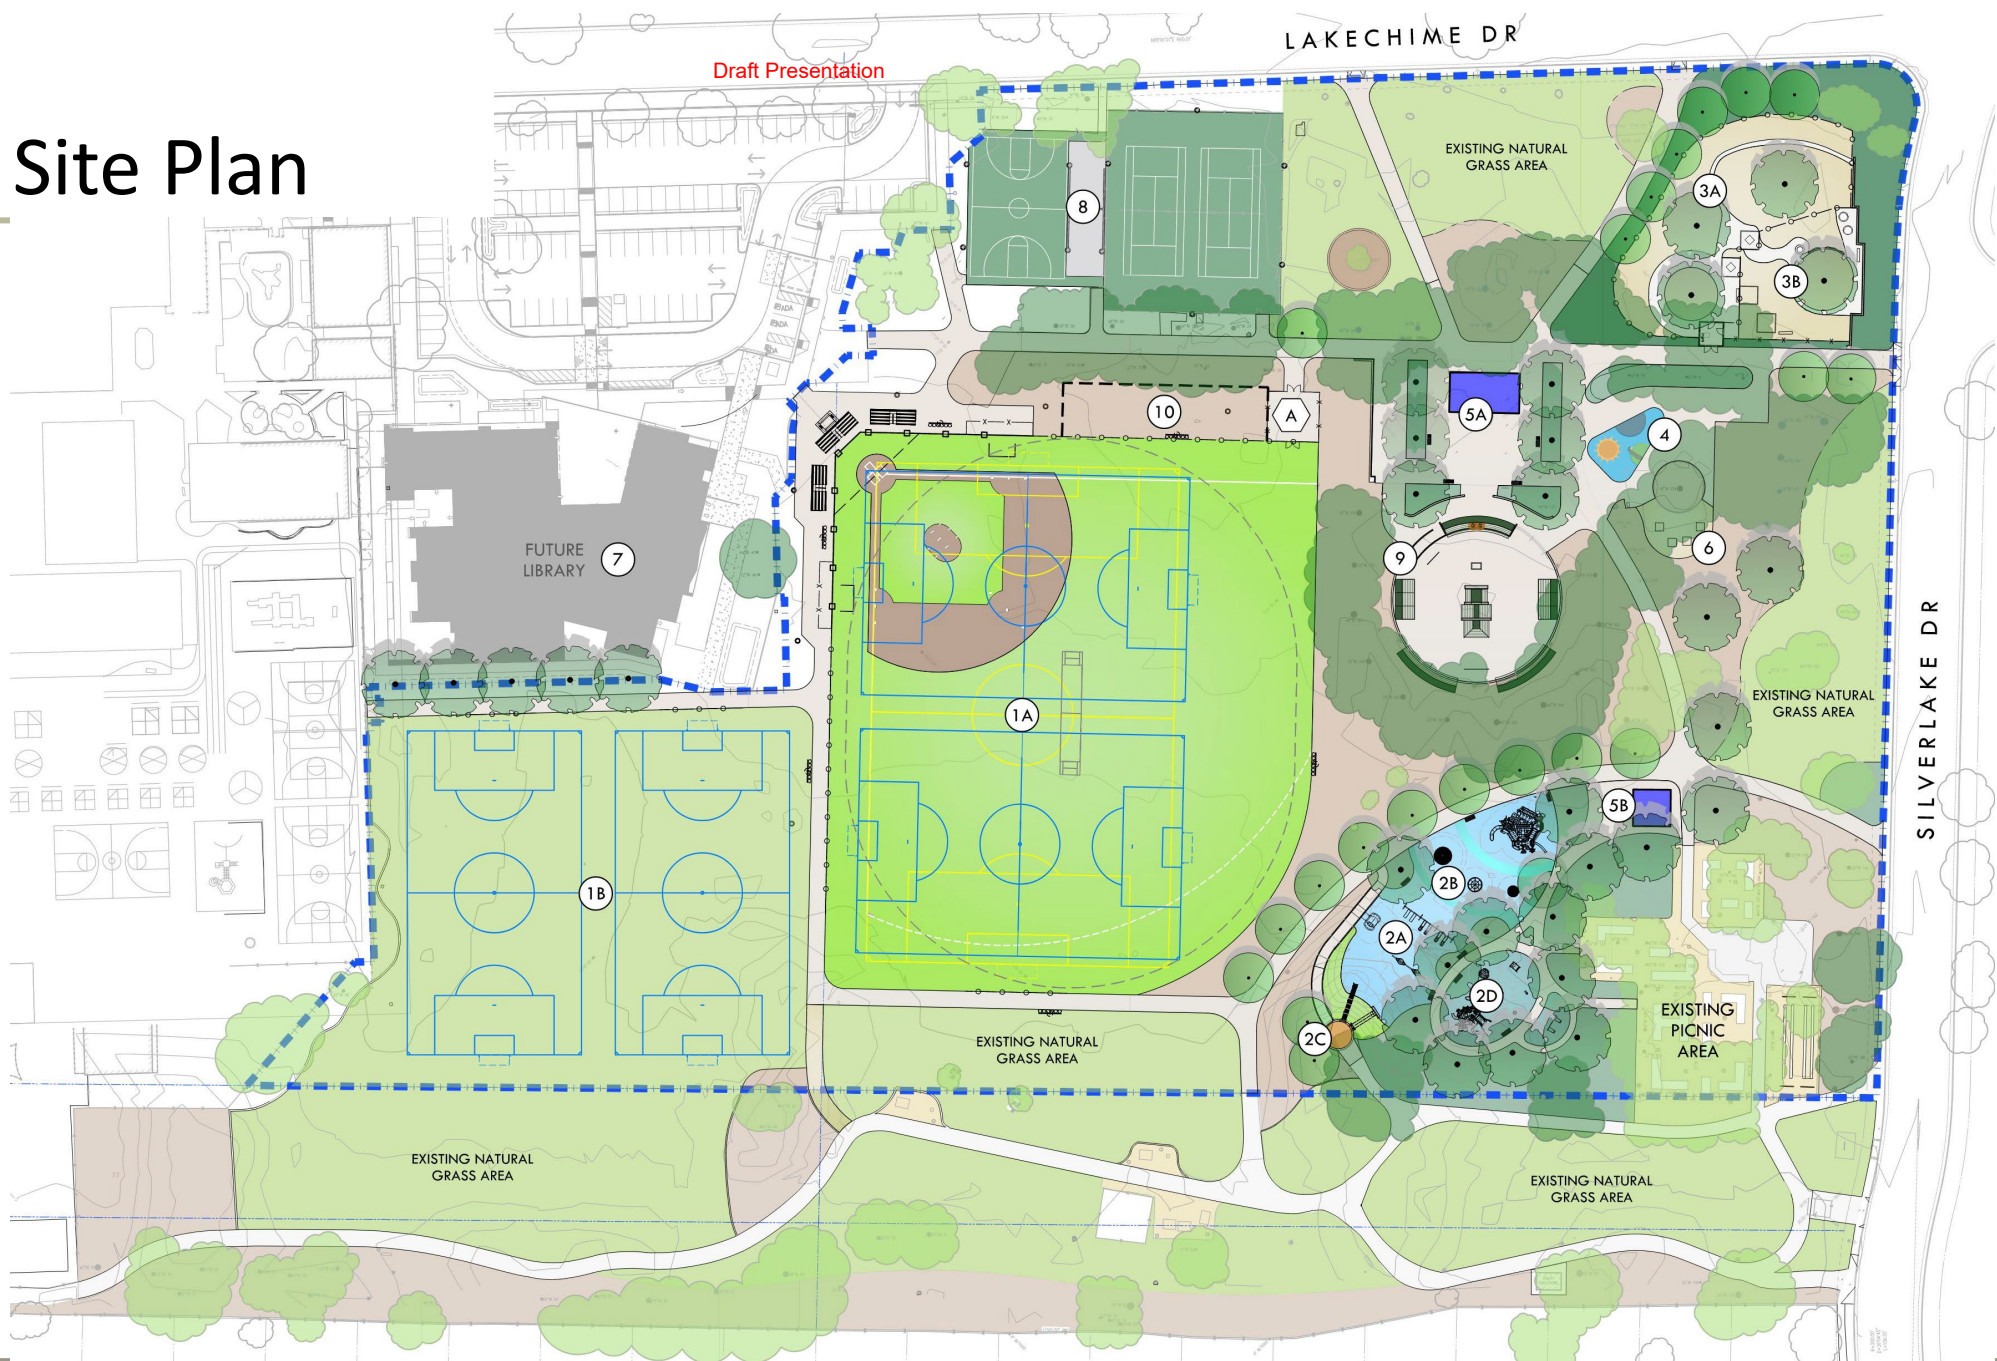 LAKECHIME DR
Draft Presentation
Site Plan
EXISTING NATURAL
GRASS AREA
3A
8
3B
10
A
5A
4
FUTURE
LIBRARY
7
9
6
SILVERLAKE DR
EXISTING NATURAL
GRASS AREA
1A
5B
1B
2B
2A
2D
EXISTING
PICNIC
AREA
2C
EXISTING NATURAL
GRASS AREA
EXISTING NATURAL
GRASS AREA
EXISTING NATURAL
GRASS AREA
ADA
ADA